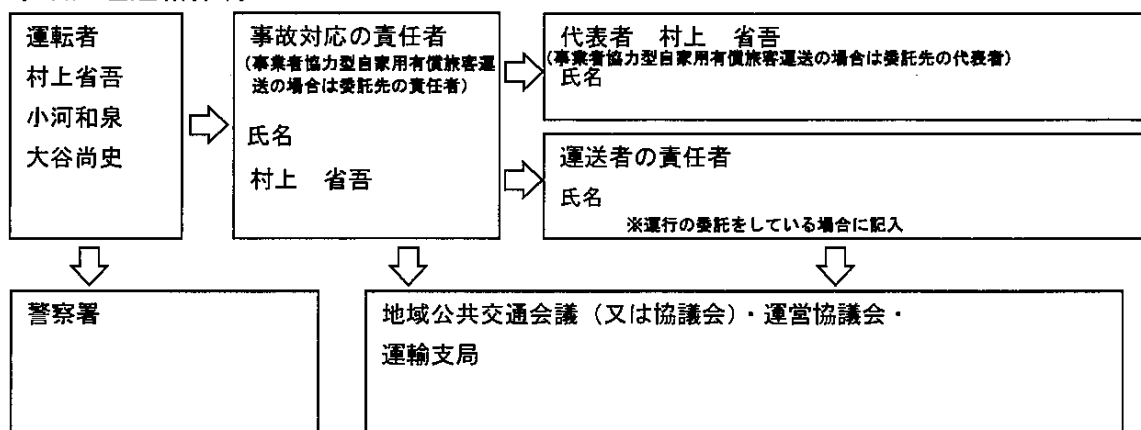 運転者
村上省吾
小河和泉
大谷尚史
事故対応の責任者
(事業者協力型自家用有償旅客運
送の場合は委託先の責任者)
氏名
村上 省吾
代表者 村上 省吾
(事業者協力型自家用有償旅客運送の場合は委託先の代表者)
氏名
運送者の責任者
氏名
※運行の委託をしている場合に記入
警察署
地域公共交通会議(又は協議会)・運営協議会・
運輸支局